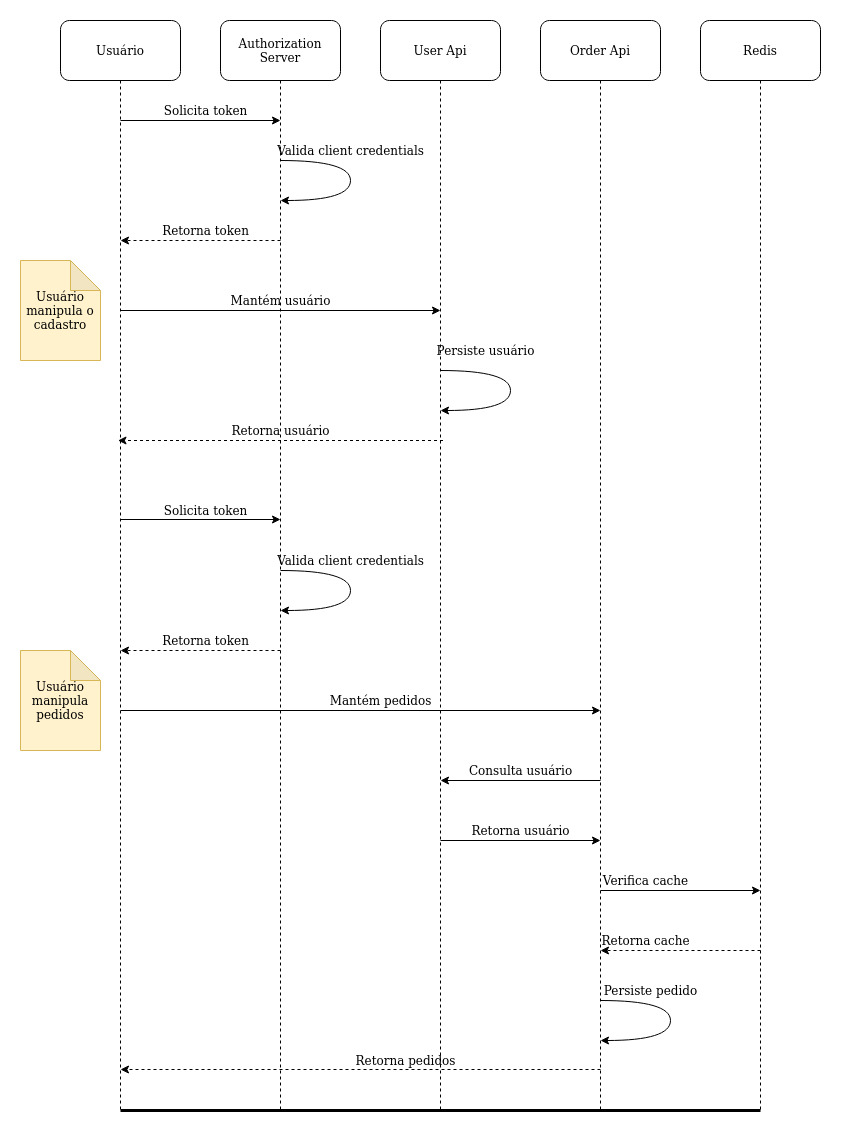 Usuário
Authorization
Server
User Api
Order Api
Redis
Solicita token
Valida client credentials
Retorna token
Usuário
manipula o
cadastro
Mantém usuário
Persiste usuário
Retorna usuário
Solicita token
Valida client credentials
Retorna token
Usuário
manipula
pedidos
Mantém pedidos
Consulta usuário
Retorna usuário
Verifica cache
Retorna cache
Persiste pedido
Retorna pedidos